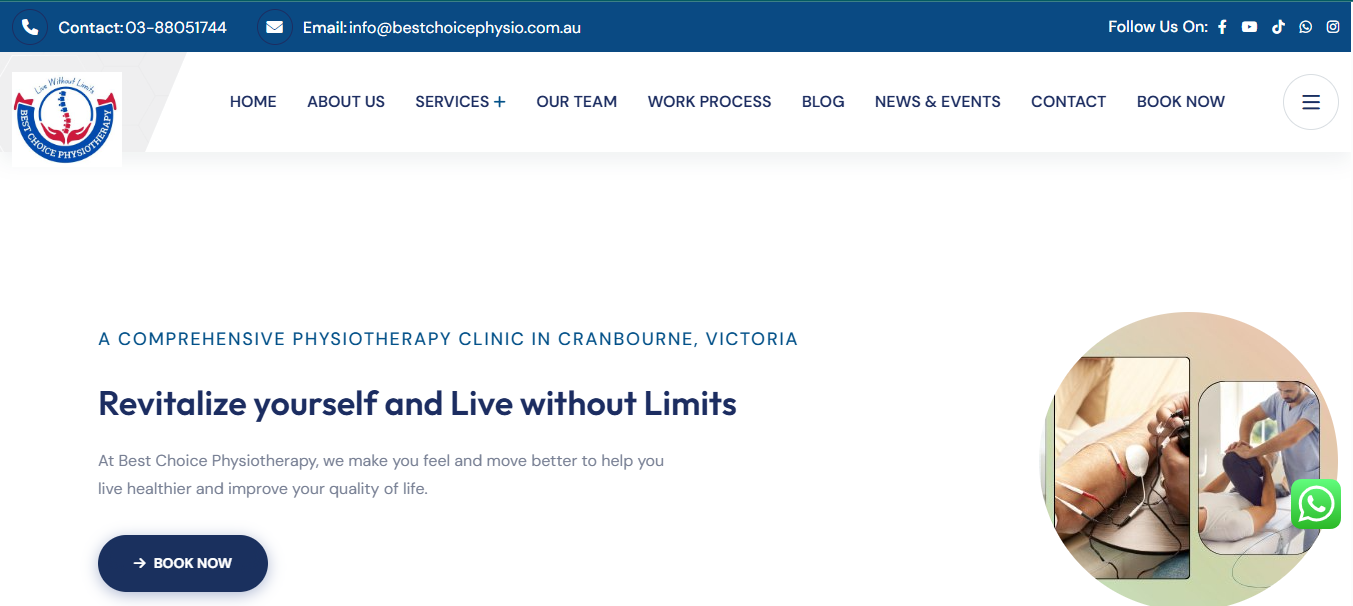 Contact: 03-88051744
Email: info@bestchoicephysio.com.au
Follow Us On:
Live Without Limits
BEST CHOICE PHYSIOTHERAPY
HOME
ABOUT US
SERVICES +
OUR TEAM
WORK PROCESS
BLOG
NEWS & EVENTS
CONTACT
BOOK NOW
A COMPREHENSIVE PHYSIOTHERAPY CLINIC IN CRANBOURNE, VICTORIA
Revitalize yourself and Live without Limits
At Best Choice Physiotherapy, we make you feel and move better to help you
live healthier and improve your quality of life.
→ BOOK NOW